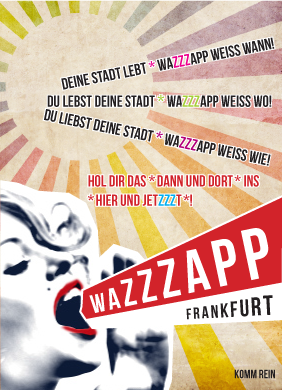 DEINE STADT LEBT * WAZZZAPP WEISS WANN!
DU LEBST DEINE STADT * WAZZZAPP WEISS WO!
DU LIEBST DEINE STADT * WAZZZAPP WEISS WIE!
HOL DIR DAS * DANN UND DORT * INS
* HIER UND JETZZZT *!
WAZZZAPP
FRANKFURT
KOMM REIN